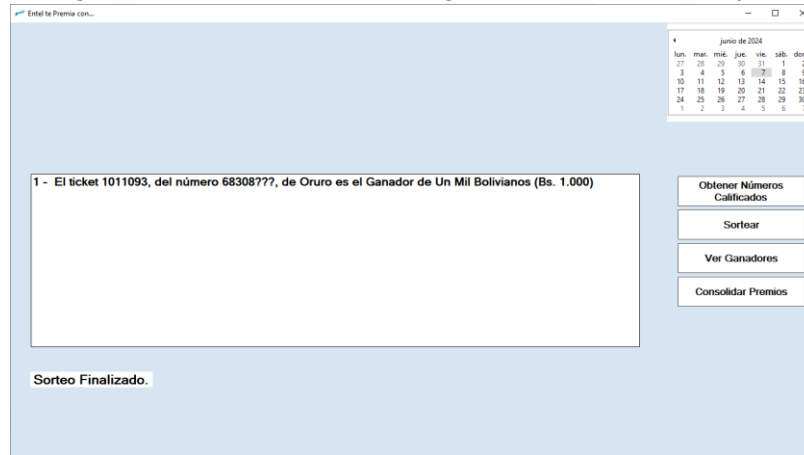 Entel te Premia con...
junio de 2024
lun. mar. mié. jue. vie. sáb. dom
27 28 29 30 31 1 2
3 4 5 6 7 8 9
10 11 12 13 14 15 16
17 18 19 20 21 22 23
24 25 26 27 28 29 30
1 2 3 4 5 6 7
1 - El ticket 1011093, del número 68308???, de Oruro es el Ganador de Un Mil Bolivianos (Bs. 1.000)
Obtener Números
Calificados
Sortear
Ver Ganadores
Consolidar Premios
Sorteo Finalizado.